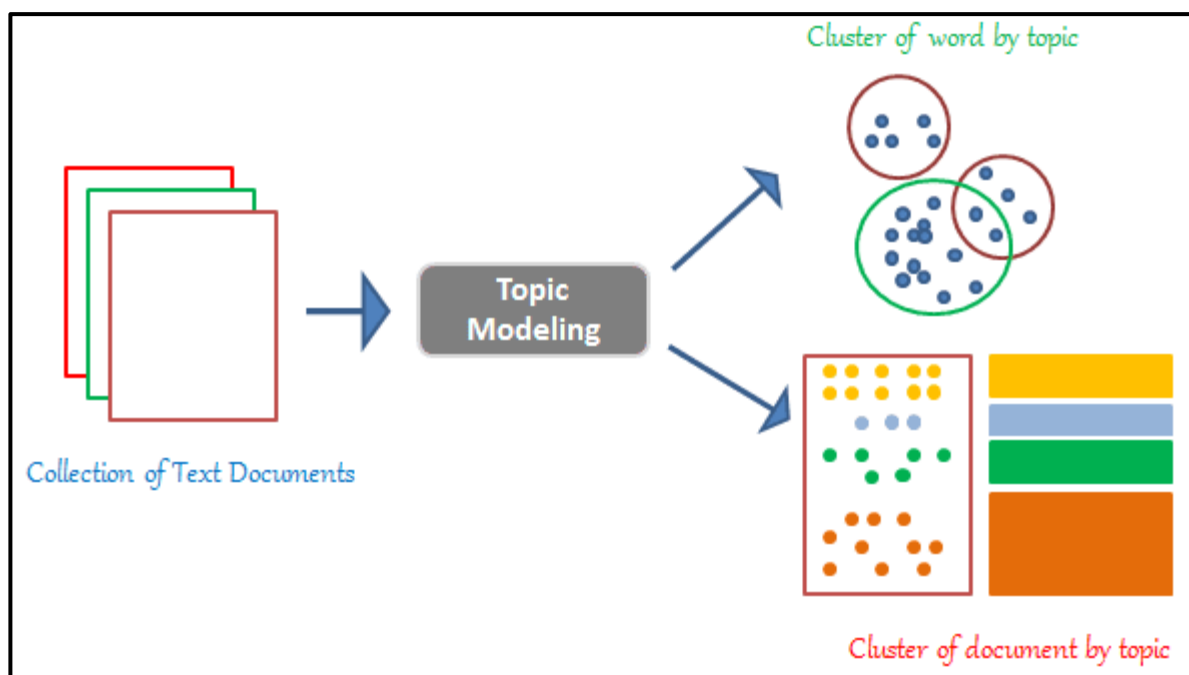 Cluster of word by topic
Topic
Modeling
Collection of Text Documents
Cluster of document by topic